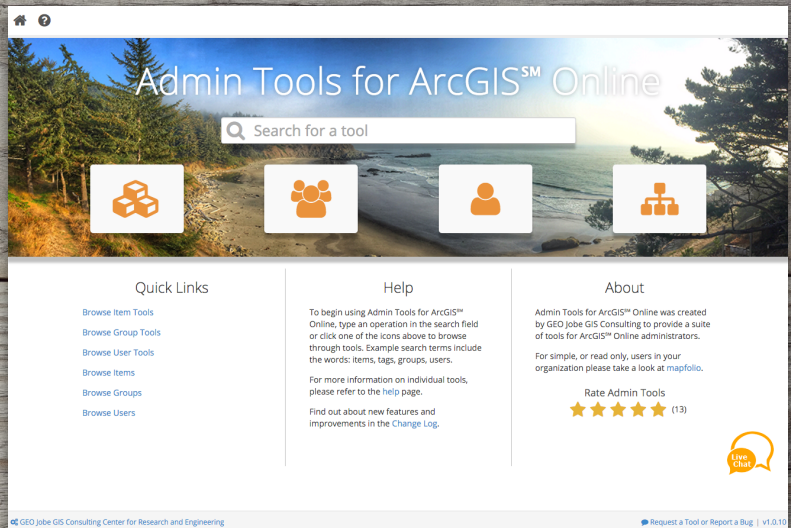 Admin Tools for ArcGIS℠ Online
Search for a tool
Quick Links
Browse Item Tools
Browse Group Tools
Browse User Tools
Browse Items
Browse Groups
Browse Users
Help
To begin using Admin Tools for ArcGIS℠
Online, type an operation in the search field
or click one of the icons above to browse
through tools. Example search terms include
the words: items, tags, groups, users.
For more information on individual tools,
please refer to the help page.
Find out about new features and
improvements in the Change Log.
About
Admin Tools for ArcGIS℠ Online was created
by GEO Jobe GIS Consulting to provide a suite
of tools for ArcGIS℠ Online administrators.
For simple, or read only, users in your
organization please take a look at mapfolio.
Rate Admin Tools
(13)
Live
Chat
GEO Jobe GIS Consulting Center for Research and Engineering
Request a Tool or Report a Bug | v1.0.10